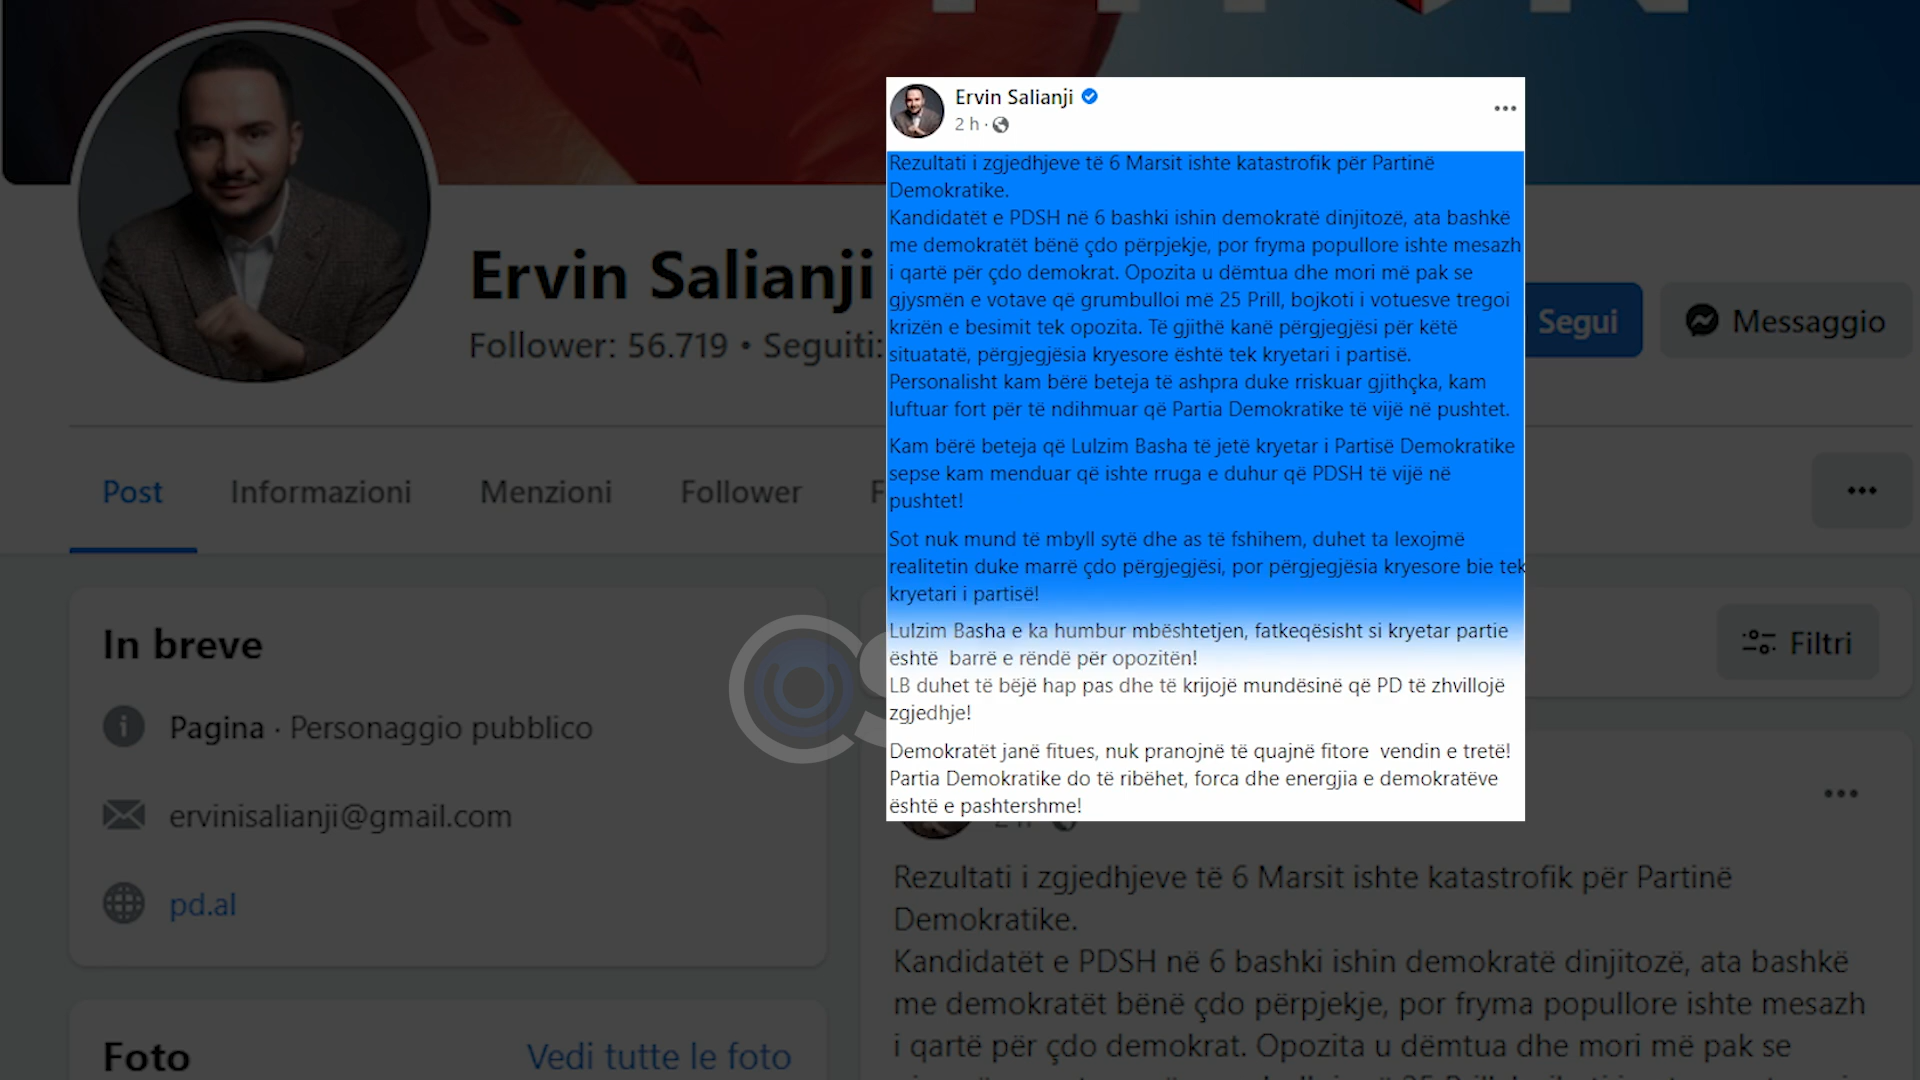 Ervin Salianji
Follower: 56.719 • Seguiti:
Segui
Messaggio
Post
Informazioni
Menzioni
Follower
F
In breve
Pagina · Personaggio pubblico
ervinisalianji@gmail.com
pd.al
Foto
Vedi tutte le foto
Filtri
Ervin Salianji
2 h ·
Rezultati i zgjedhjeve të 6 Marsit ishte katastrofik për Partinë
Demokratike.
Kandidatët e PDSH në 6 bashki ishin demokratë dinjitozë, ata bashkë
me demokratët bënë çdo përpjekje, por fryma popullore ishte mesazh
i qartë për çdo demokrat. Opozita u dëmtua dhe mori më pak se
gjysmën e votave që grumbulloi më 25 Prill, bojkoti i votuesve tregoi
krizën e besimit tek opozita. Të gjithë kanë përgjegjësi për këtë
situatatë, përgjegjësia kryesore është tek kryetari i partisë.
Personalisht kam bërë beteja të ashpra duke rriskuar gjithçka, kam
luftuar fort për të ndihmuar që Partia Demokratike të vijë në pushtet.
Kam bërë beteja që Lulzim Basha të jetë kryetar i Partisë Demokratike
sepse kam menduar që ishte rruga e duhur që PDSH të vijë në
pushtet!
Sot nuk mund të mbyll sytë dhe as të fshihem, duhet ta lexojmë
realitetin duke marrë çdo përgjegjësi, por përgjegjësia kryesore bie tek
kryetari i partisë!
Lulzim Basha e ka humbur mbështetjen, fatkeqësisht si kryetar partie
është barrë e rëndë për opozitën!
LB duhet të bëjë hap pas dhe të krijojë mundësinë që PD të zhvillojë
zgjedhje!
Demokratët janë fitues, nuk pranojnë të quajnë fitore vendin e tretë!
Partia Demokratike do të ribëhet, forca dhe energjia e demokratëve
është e pashtershme!
Rezultati i zgjedhjeve të 6 Marsit ishte katastrofik për Partinë
Demokratike.
Kandidatët e PDSH në 6 bashki ishin demokratë dinjitozë, ata bashkë
me demokratët bënë çdo përpjekje, por fryma popullore ishte mesazh
i qartë për çdo demokrat. Opozita u dëmtua dhe mori më pak se